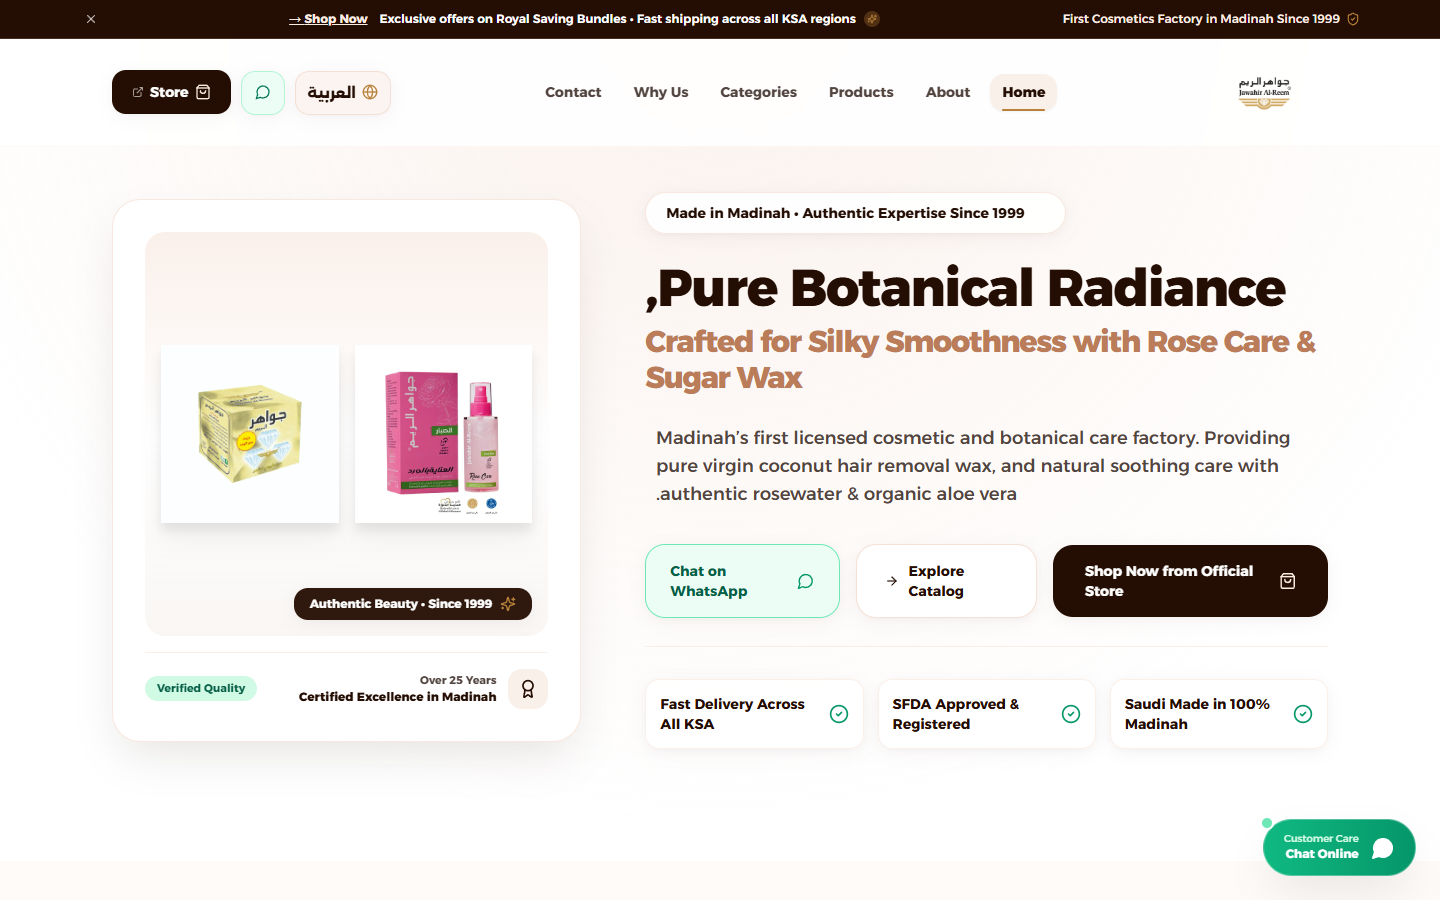 → Shop Now Exclusive offers on Royal Saving Bundles • Fast shipping across all KSA regions
First Cosmetics Factory in Madinah Since 1999
Store
العربية
Contact
Why Us
Categories
Products
About
Home
جواهر الريم
Jawahir Al-Reem
Made in Madinah • Authentic Expertise Since 1999
,Pure Botanical Radiance
Crafted for Silky Smoothness with Rose Care &
Sugar Wax
Madinah’s first licensed cosmetic and botanical care factory. Providing
pure virgin coconut hair removal wax, and natural soothing care with
.authentic rosewater & organic aloe vera
Chat on
WhatsApp
→ Explore
Catalog
Shop Now from Official
Store
Fast Delivery Across
All KSA
SFDA Approved &
Registered
Saudi Made in 100%
Madinah
جواهر
جواهر الريم
الصبار
العناية بالورد
Rose Care
Authentic Beauty • Since 1999
Verified Quality
Over 25 Years
Certified Excellence in Madinah
Customer Care
Chat Online